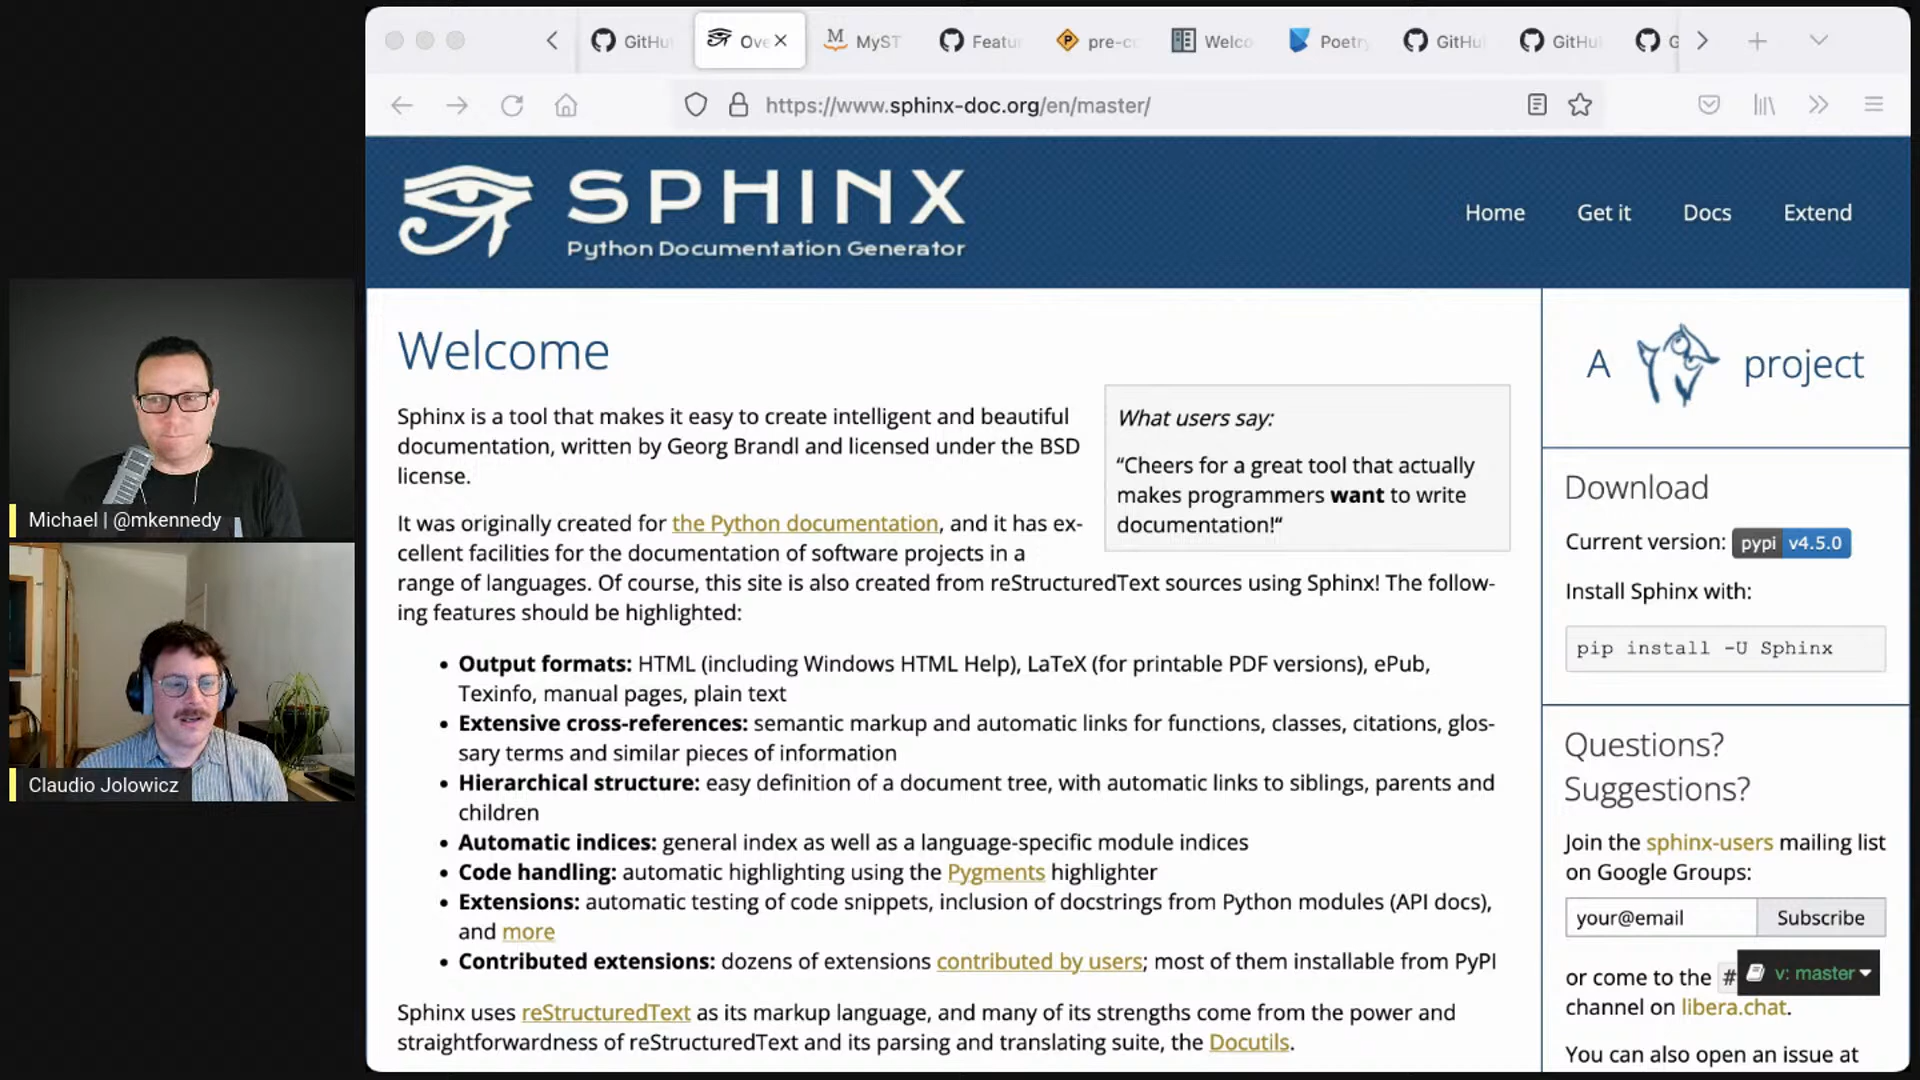 GitHu
Ove
MyST
Featu
pre-c
Welco
Poetr
GitHu
GitHu
G
https://www.sphinx-doc.org/en/master/
SPHINX
Python Documentation Generator
Home
Get it
Docs
Extend
Michael | @mkennedy
Claudio Jolowicz
Welcome
Sphinx is a tool that makes it easy to create intelligent and beautiful
documentation, written by Georg Brandl and licensed under the BSD
license.
What users say:
“Cheers for a great tool that actually
makes programmers want to write
documentation!“
It was originally created for the Python documentation, and it has ex-
cellent facilities for the documentation of software projects in a
range of languages. Of course, this site is also created from reStructuredText sources using Sphinx! The follow-
ing features should be highlighted:
• Output formats: HTML (including Windows HTML Help), LaTeX (for printable PDF versions), ePub,
Texinfo, manual pages, plain text
• Extensive cross-references: semantic markup and automatic links for functions, classes, citations, glos-
sary terms and similar pieces of information
• Hierarchical structure: easy definition of a document tree, with automatic links to siblings, parents and
children
• Automatic indices: general index as well as a language-specific module indices
• Code handling: automatic highlighting using the Pygments highlighter
• Extensions: automatic testing of code snippets, inclusion of docstrings from Python modules (API docs),
and more
• Contributed extensions: dozens of extensions contributed by users; most of them installable from PyPI
Sphinx uses reStructuredText as its markup language, and many of its strengths come from the power and
straightforwardness of reStructuredText and its parsing and translating suite, the Docutils.
A project
Download
Current version: pypi v4.5.0
Install Sphinx with:
pip install -U Sphinx
Questions?
Suggestions?
Join the sphinx-users mailing list
on Google Groups:
your@email
Subscribe
or come to the #
v: master
channel on libera.chat.
You can also open an issue at